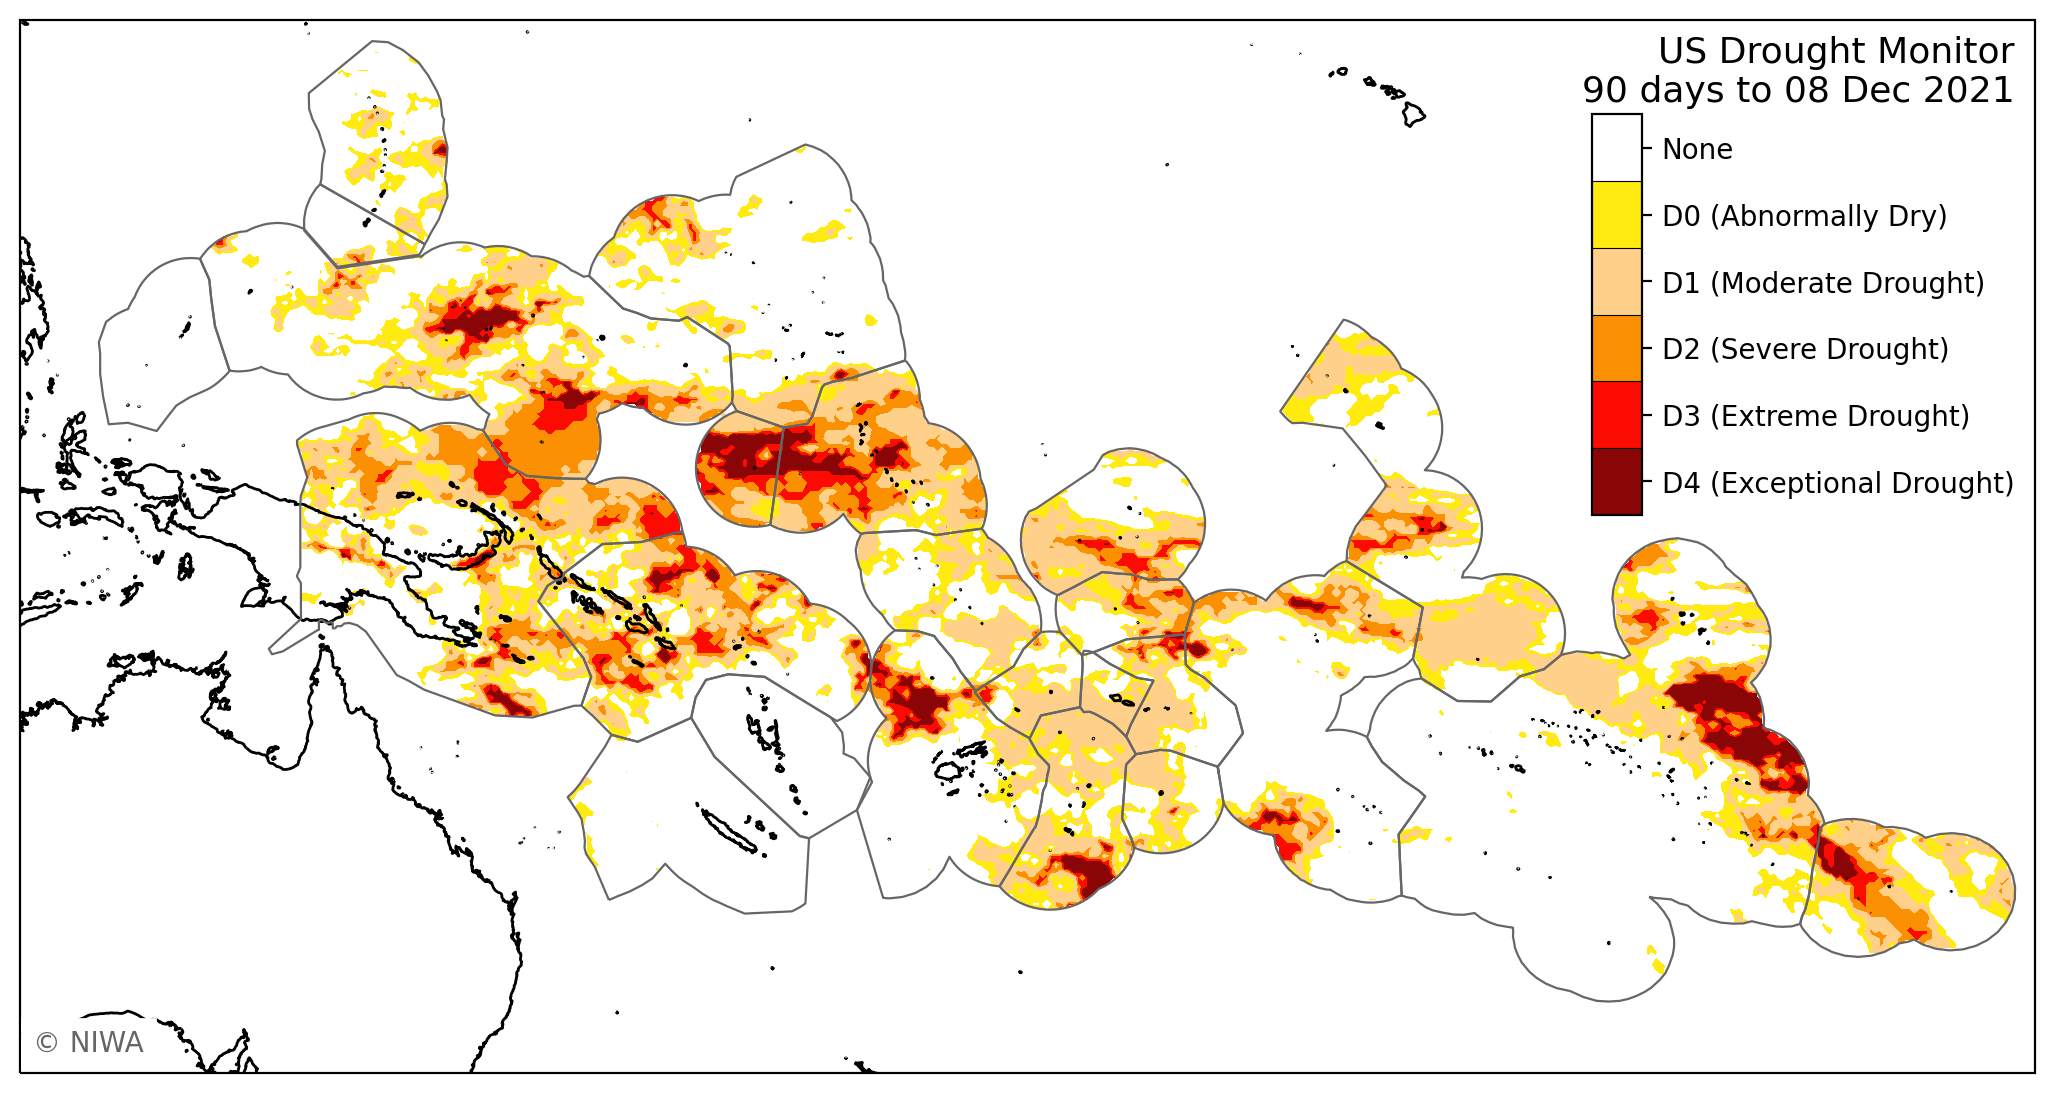 US Drought Monitor
90 days to 08 Dec 2021
None
D0 (Abnormally Dry)
D1 (Moderate Drought)
D2 (Severe Drought)
D3 (Extreme Drought)
D4 (Exceptional Drought)
© NIWA